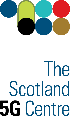 The
Scotland
5G Centre